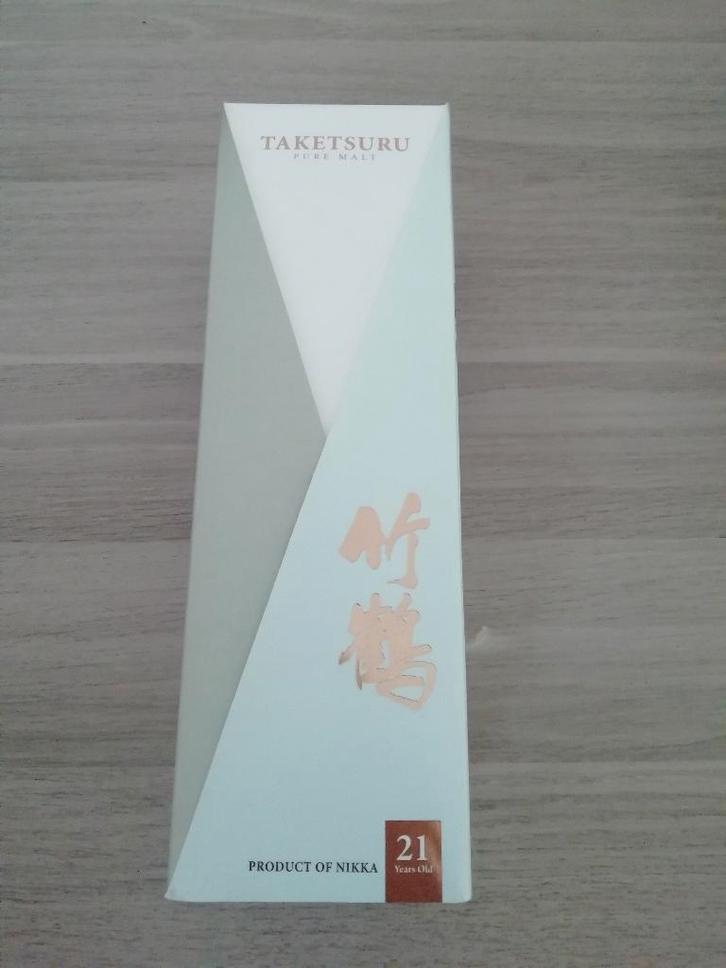 TAKETSURU
PURE MALT
竹鶴
PRODUCT OF NIKKA
21
Years Old